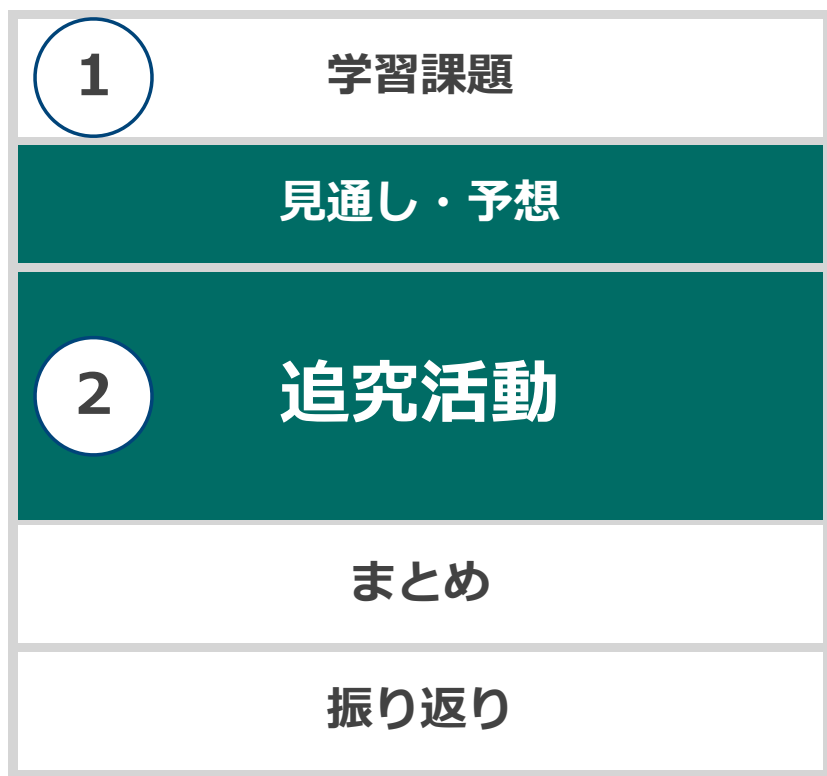 1 学習課題
見通し・予想
2 追究活動
まとめ
振り返り